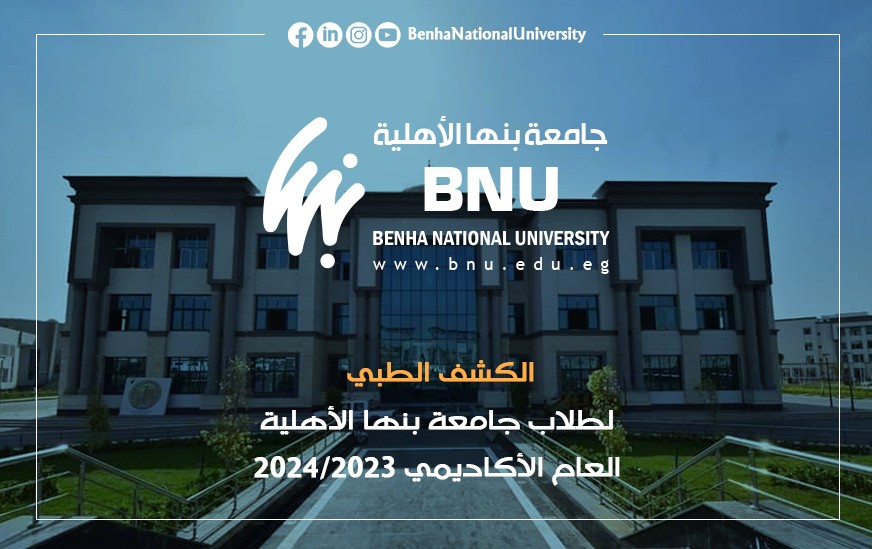 BenhaNationalUniversity
جامعة بنها الأهلية
BNU
BENHA NATIONAL UNIVERSITY
www.bnu.edu.eg
الكشف الطبي
لطلاب جامعة بنها الأهلية
العام الأكاديمي 2024/2023